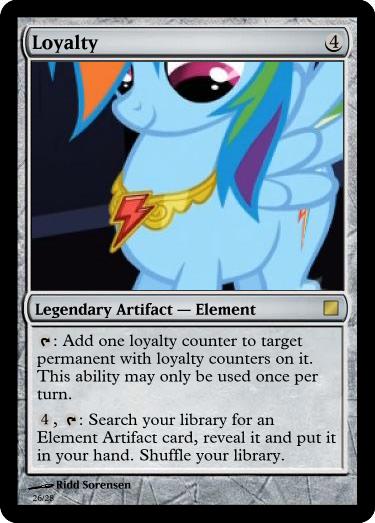 Loyalty 4
Legendary Artifact — Element
: Add one loyalty counter to target
permanent with loyalty counters on it.
This ability may only be used once per
turn.
4 , : Search your library for an
Element Artifact card, reveal it and put it
in your hand. Shuffle your library.
Ridd Sorensen
26/28